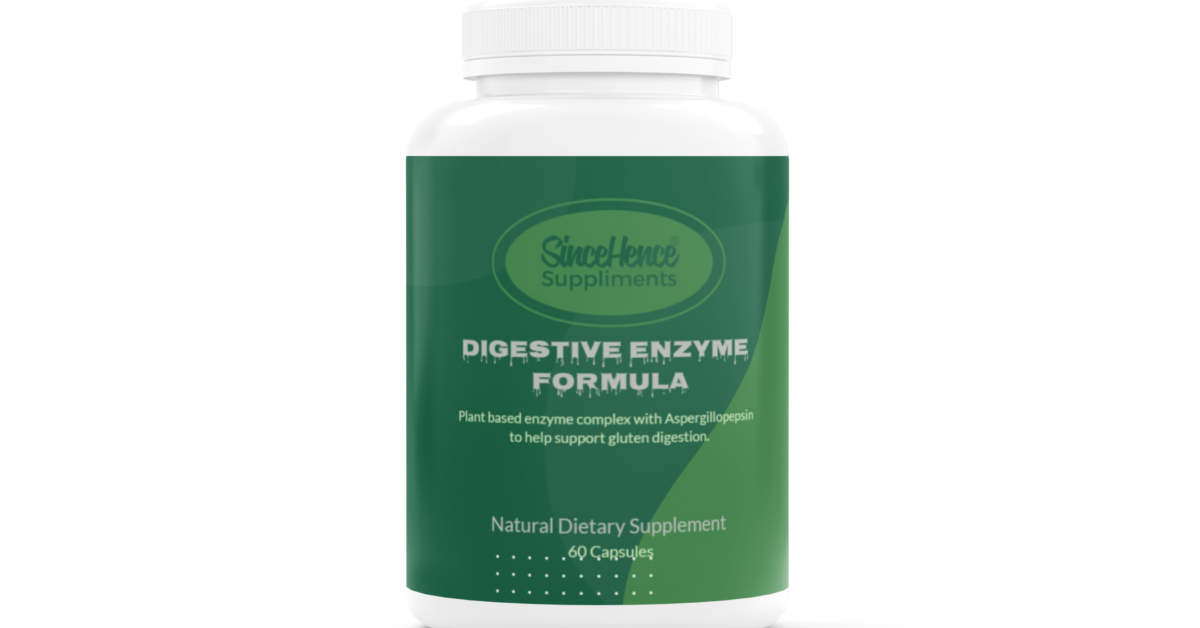 SinceHence®
Suppliments
DIGESTIVE ENZYME
FORMULA
Plant based enzyme complex with Aspergillopepsin
to help support gluten digestion.
Natural Dietary Supplement
60 Capsules